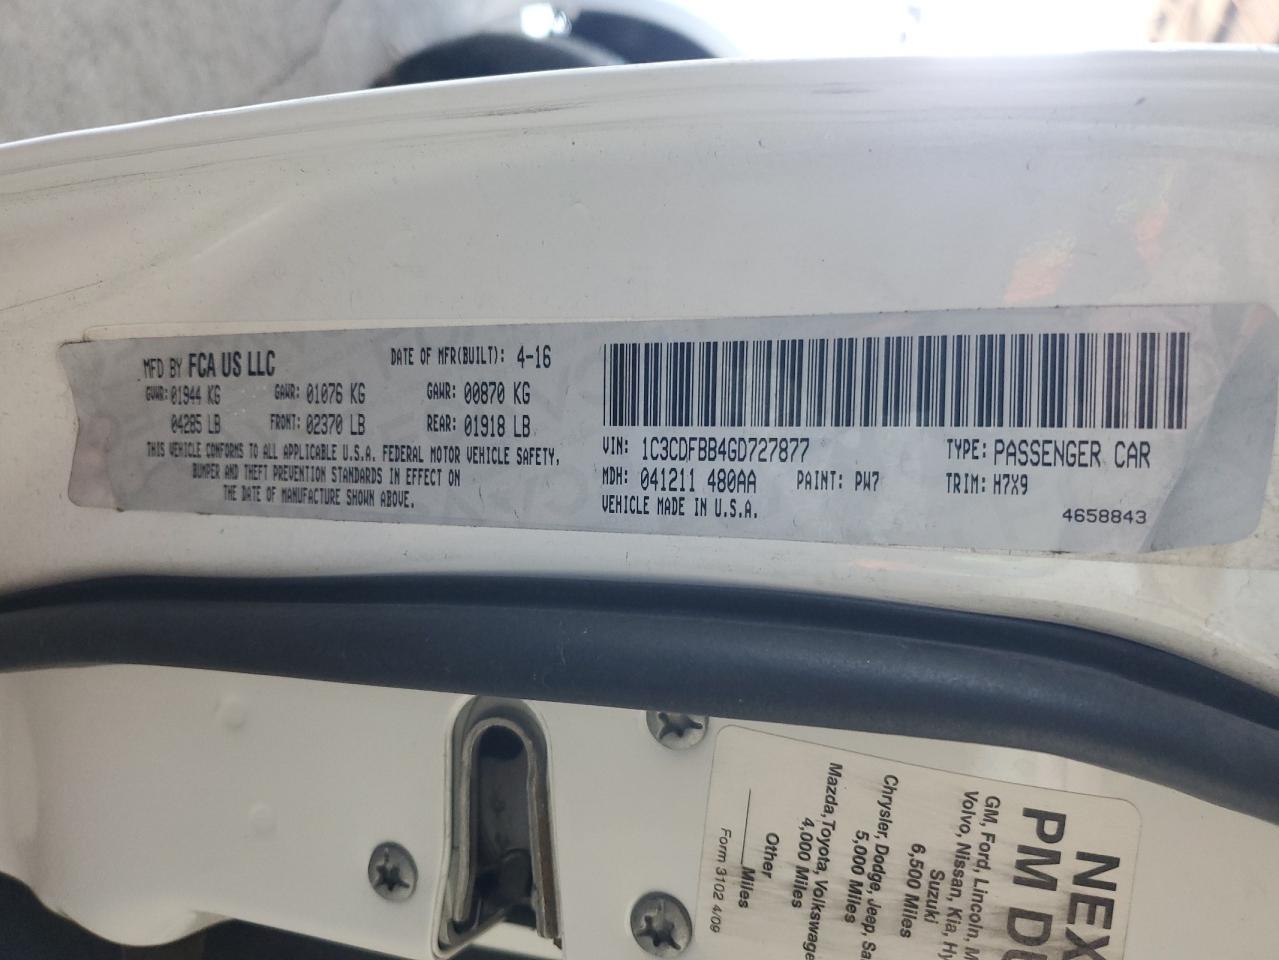 MFD BY FCA US LLC DATE OF MFR(BUILT): 4-16
GVWR: 01944 KG GAWR: 01076 KG GAWR: 00870 KG
04285 LB FRONT: 02370 LB REAR: 01918 LB
THIS VEHICLE CONFORMS TO ALL APPLICABLE U.S.A. FEDERAL MOTOR VEHICLE SAFETY,
BUMPER AND THEFT PREVENTION STANDARDS IN EFFECT ON
THE DATE OF MANUFACTURE SHOWN ABOVE.
VIN: 1C3CDFBB4GD727877 TYPE: PASSENGER CAR
MDH: 041211 480AA PAINT: PW7 TRIM: H7X9
VEHICLE MADE IN U.S.A.
4658843
NEX
PM DU
GM, Ford, Lincoln, M
Volvo, Nissan, Kia, Hy
Suzuki
6,500 Miles
Chrysler, Dodge, Jeep, Sa
5,000 Miles
Mazda, Toyota, Volkswage
4,000 Miles
Other
Miles
Form 3102 4/09